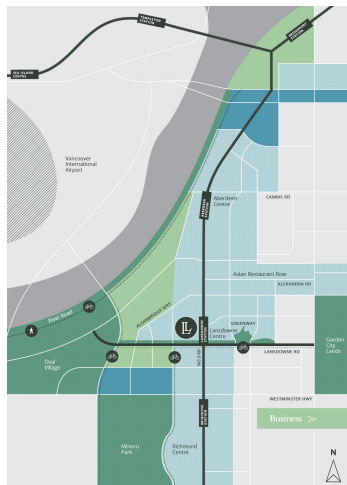 TEMPLETON
STATION
BRIDGEPORT
STATION
SEA ISLAND
CENTRE
Vancouver
International
Airport
ABERDEEN
STATION
Aberdeen
Centre
CAMBIE RD
Asian Restaurant Row
ALEXANDRA RD
River Road
ALDERBRIDGE WAY
LANSDOWNE
STATION
GREENWAY
Lansdowne
Centre
L
NO 3 RD
LANSDOWNE RD
Garden
City
Lands
Oval
Village
WESTMINSTER HWY
STATION
Business >
Minoru
Park
Richmond
Centre
N